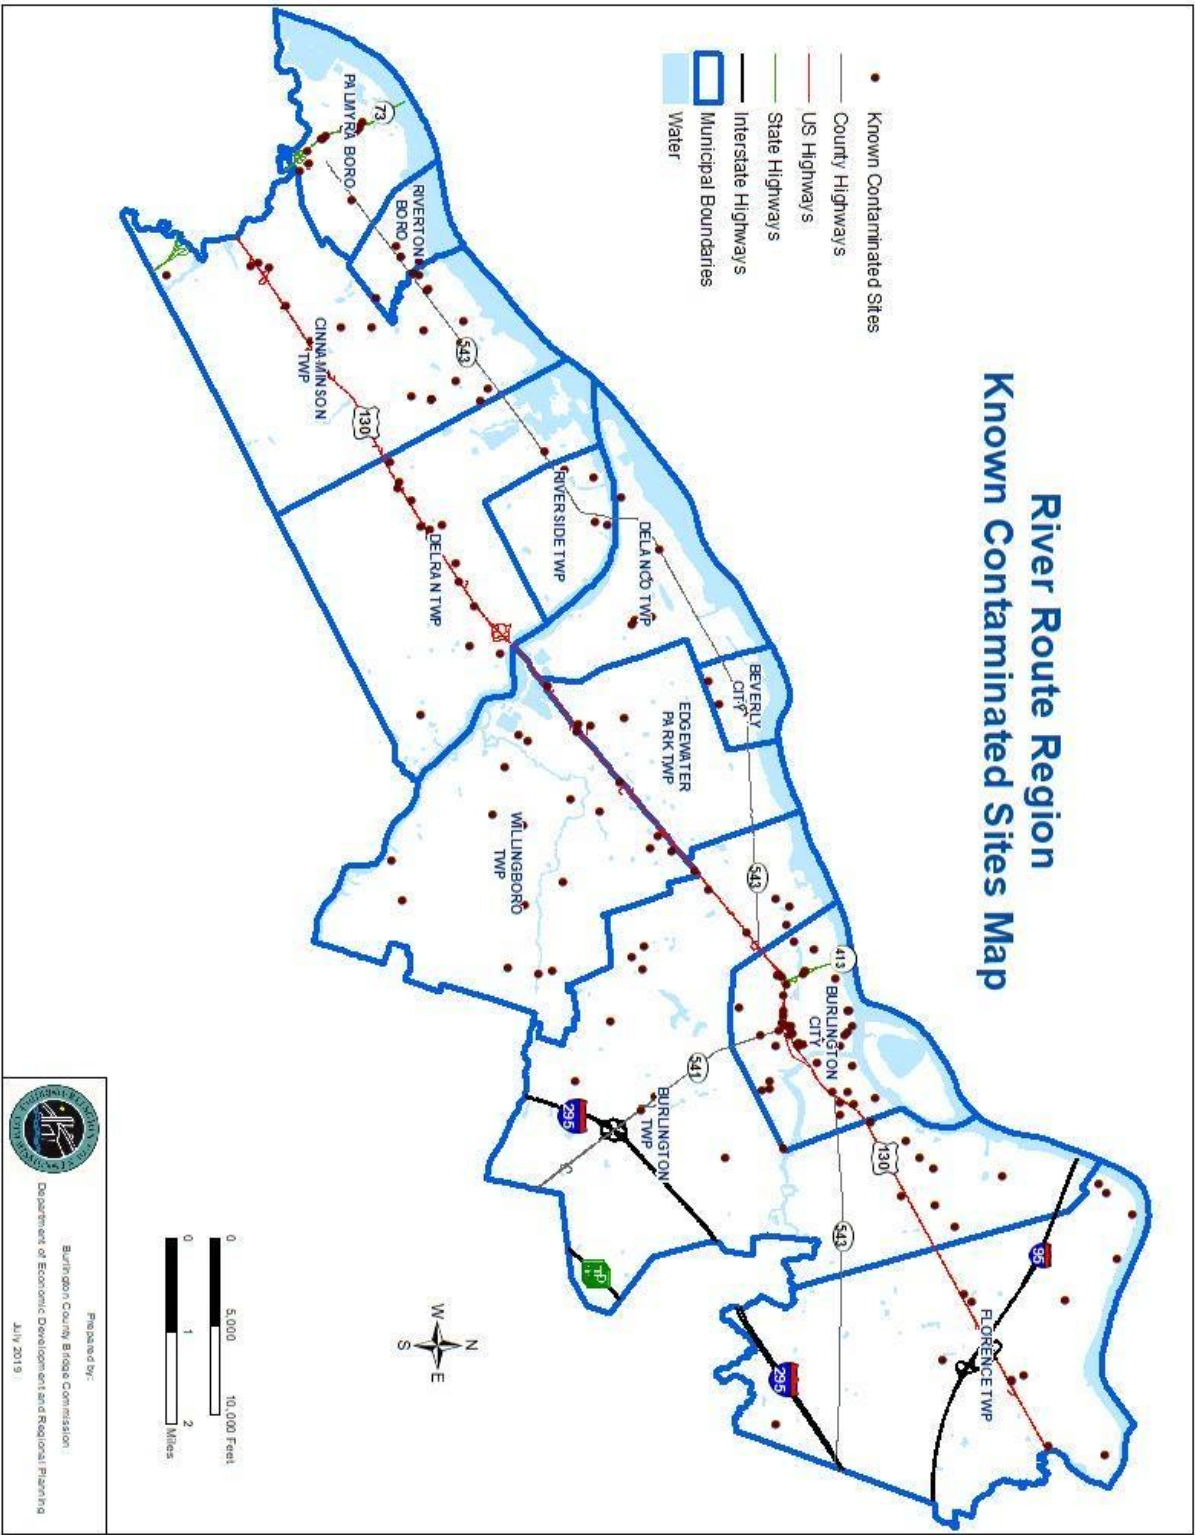 River Route Region
Known Contaminated Sites Map
Known Contaminated Sites
County Highways
US Highways
State Highways
Interstate Highways
Municipal Boundaries
Water
73
PALMYRA BORO
RIVERTON
BORO
CINNAMINSON
TWP
543
130
RIVERSIDE TWP
DELRAN TWP
DELANCO TWP
BEVERLY
CITY
EDGEWATER
PARK TWP
WILLINGBORO
TWP
543
413
BURLINGTON
CITY
541
BURLINGTON
TWP
295
130
543
95
FLORENCE TWP
295
N
W
E
S
0
5,000
10,000 Feet
0
1
2
Miles
Prepared by:
Burlington County Bridge Commission
Department of Economic Development and Regional Planning
July 2019